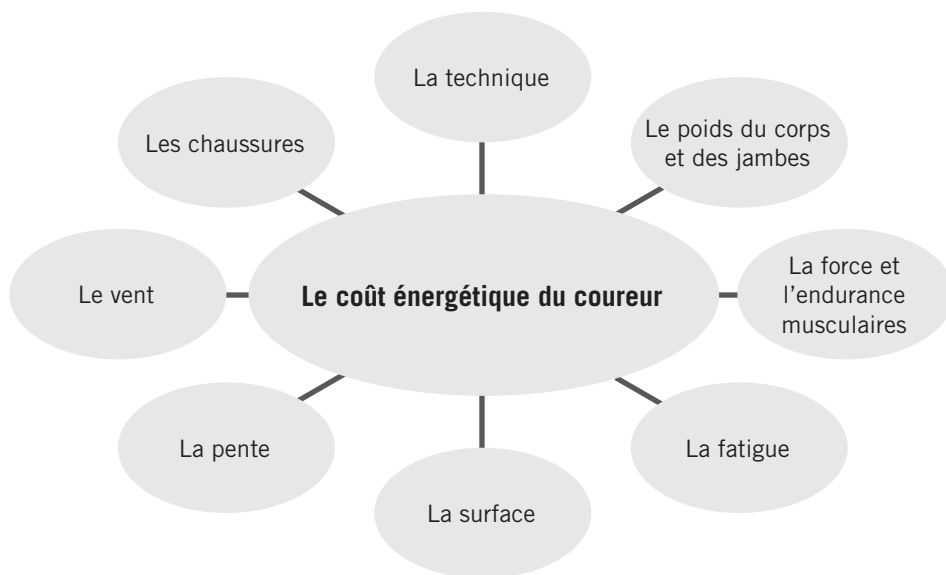 La technique
Les chaussures
Le poids du corps
et des jambes
Le vent
Le coût énergétique du coureur
La force et
l'endurance
musculaires
La pente
La fatigue
La surface